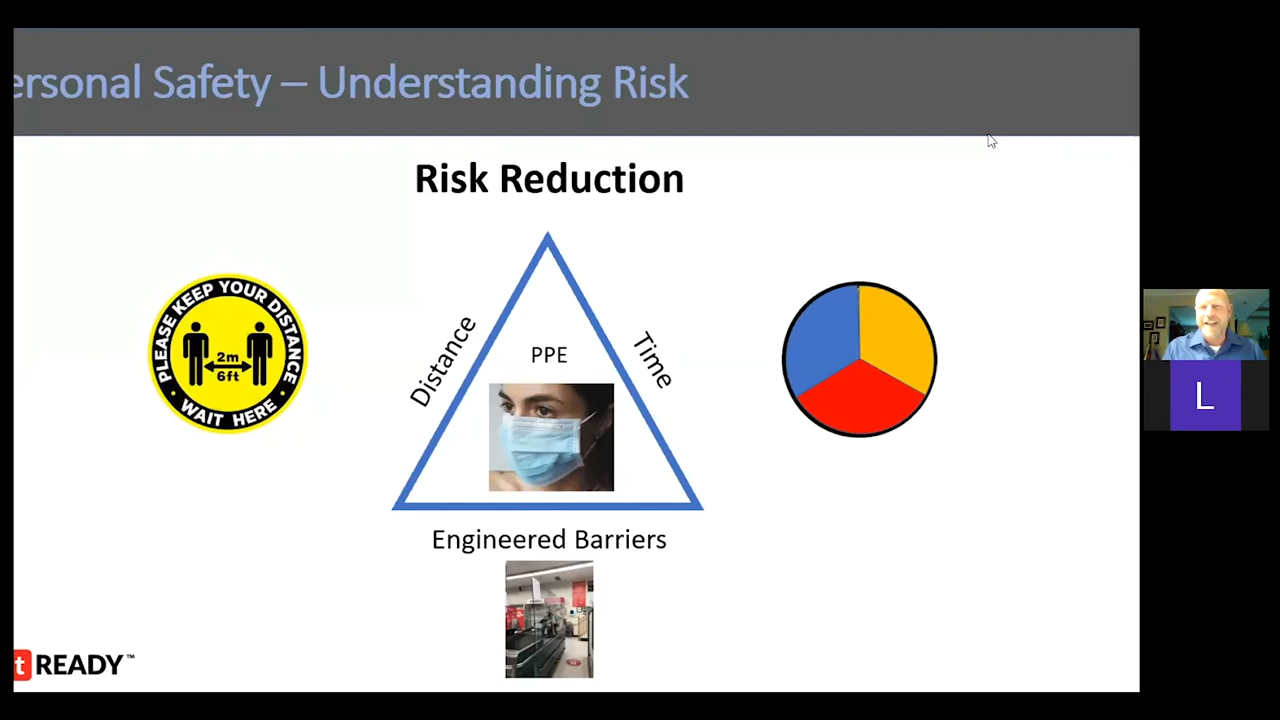 ersonal Safety – Understanding Risk
Risk Reduction
PLEASE KEEP YOUR DISTANCE
2m
6ft
WAIT HERE
Distance
PPE
Time
Engineered Barriers
L
t READY™